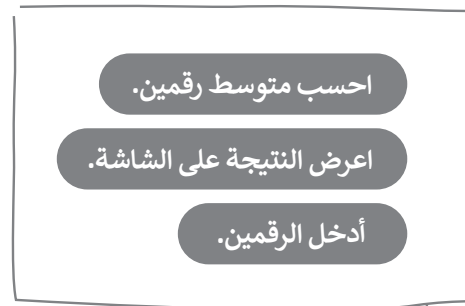 احسب متوسط رقمين.
اعرض النتيجة على الشاشة.
أدخل الرقمين.